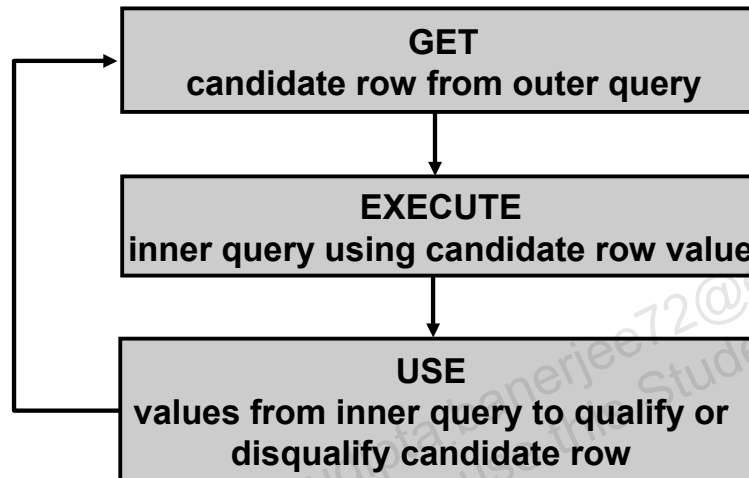 GET
candidate row from outer query
EXECUTE
inner query using candidate row value
USE
values from inner query to qualify or
disqualify candidate row